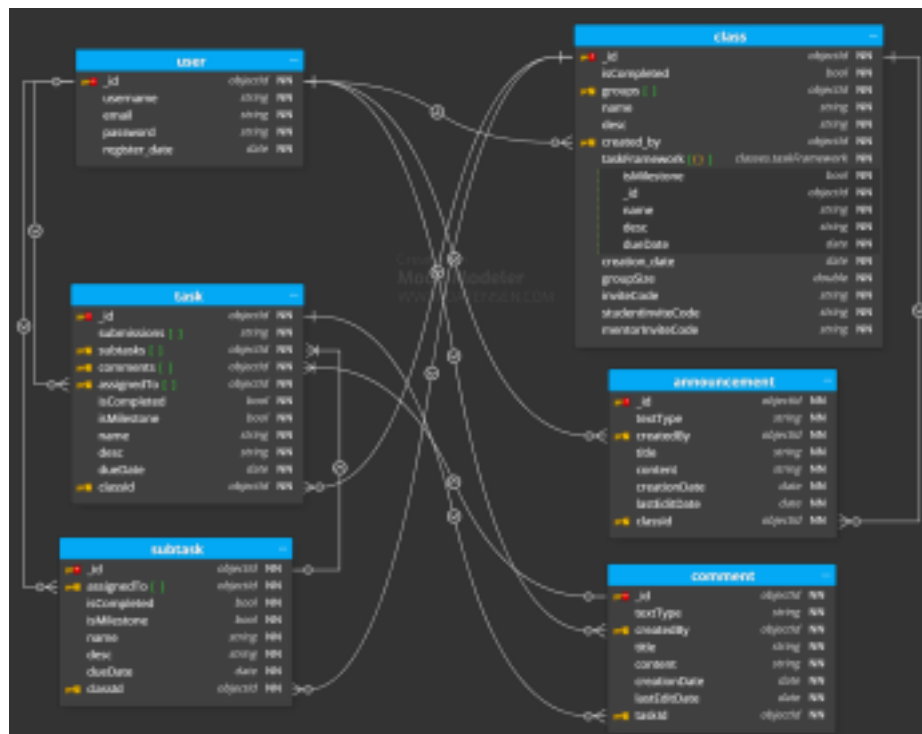 user
_id objectId NN
username string NN
email string NN
password string NN
register_date date NN
class
_id objectId NN
isCompleted bool NN
groups [ ] objectId NN
name string NN
desc string NN
created_by objectId NN
taskFramework [{} ] classes.taskFramework NN
isMilestone bool NN
_id objectId NN
name string NN
desc string NN
dueDate date NN
creation_date date NN
groupSize double NN
inviteCode string NN
studentInviteCode string NN
mentorInviteCode string NN
task
_id objectId NN
submissions [ ] string NN
subtasks [ ] objectId NN
comments [ ] objectId NN
assignedTo [ ] objectId NN
isCompleted bool NN
isMilestone bool NN
name string NN
desc string NN
dueDate date NN
classId objectId NN
subtask
_id objectId NN
assignedTo [ ] objectId NN
isCompleted bool NN
isMilestone bool NN
name string NN
desc string NN
dueDate date NN
classId objectId NN
announcement
_id objectId NN
textType string NN
createdBy objectId NN
title string NN
content string NN
creationDate date NN
lastEditDate date NN
classId objectId NN
comment
_id objectId NN
textType string NN
createdBy objectId NN
title string NN
content string NN
creationDate date NN
lastEditDate date NN
taskId objectId NN